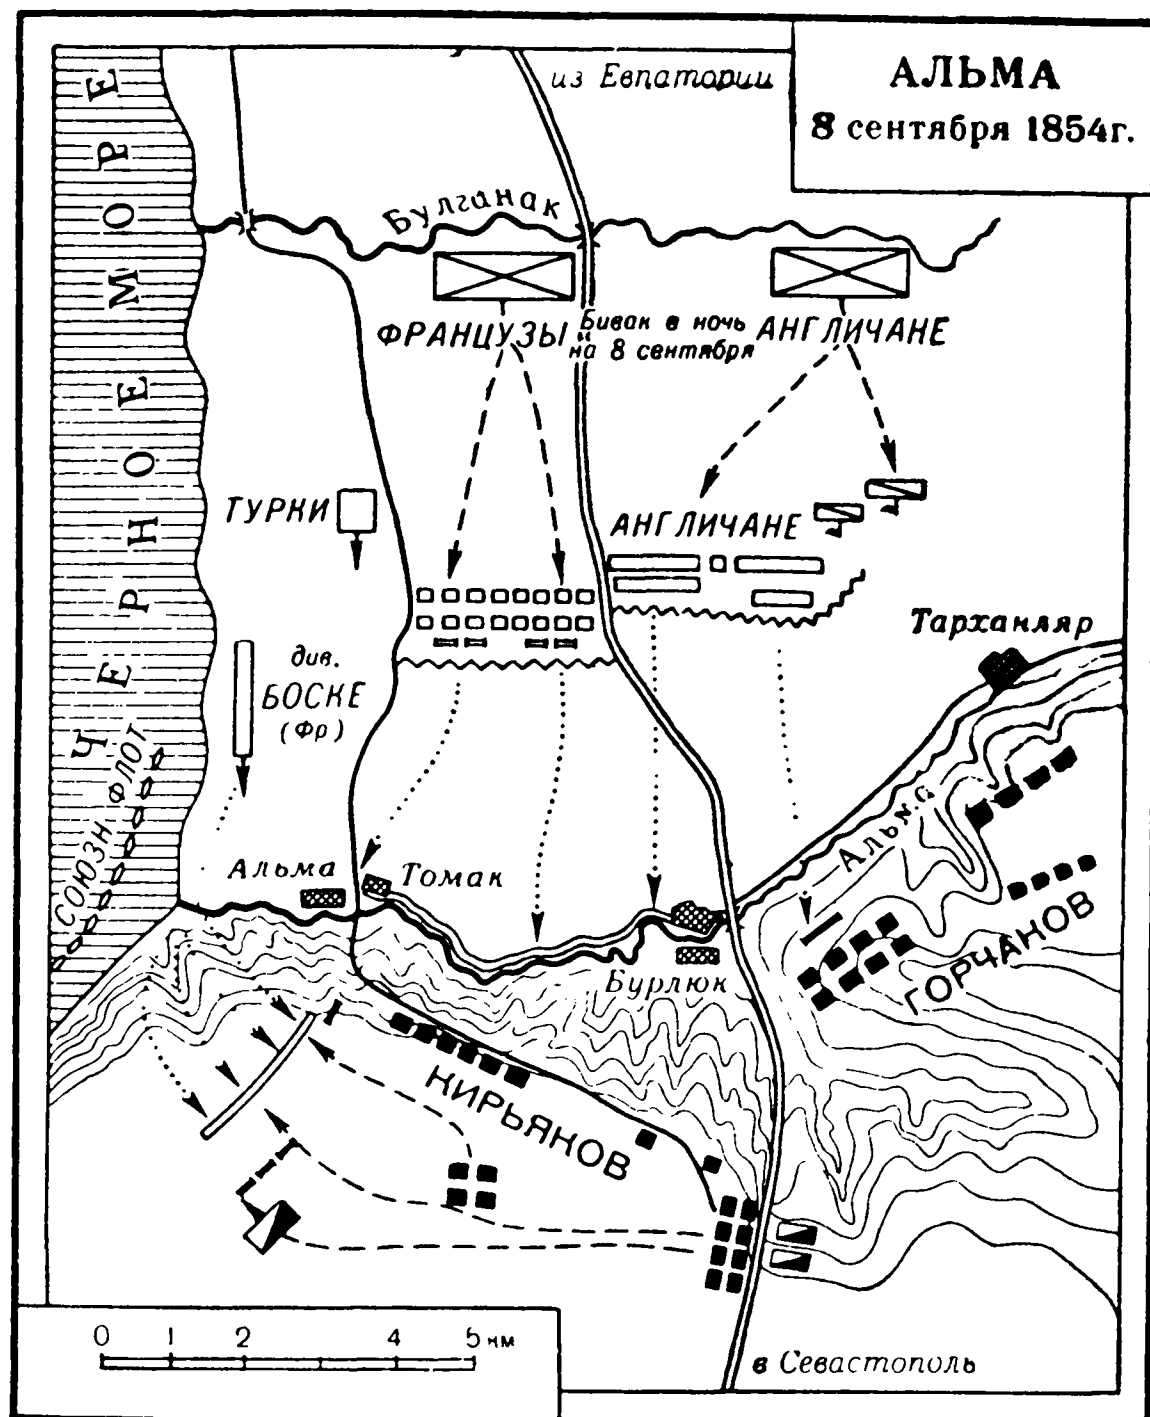 из Евпатории
АЛЬМА
8 сентября 1854г.
ЧЕРНОЕ МОРЕ
Булганак
ФРАНЦУЗЫ
Бивак в ночь
на 8 сентября
АНГЛИЧАНЕ
ТУРКИ
АНГЛИЧАНЕ
Тарханляр
див.
БОСКЕ
(Фр)
СОЮЗН. ФЛОТ
Альма
Альма
Томак
Бурлюк
ГОРЧАКОВ
КИРЬЯКОВ
0 1 2 4 5 км
в Севастополь